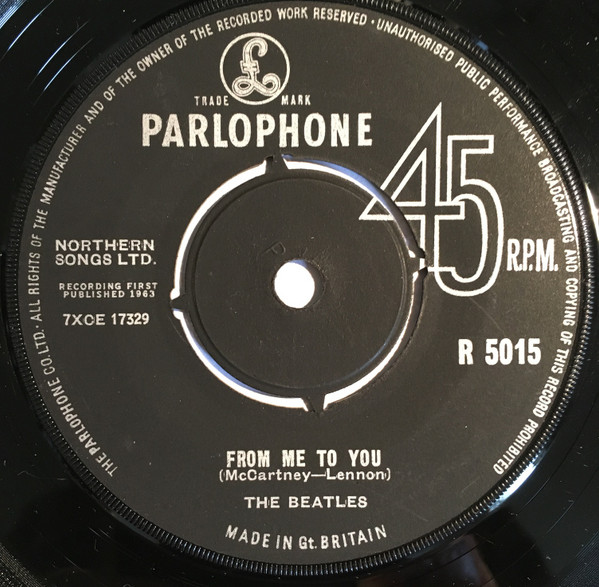 THE PARLOPHONE CO. LTD. · ALL RIGHTS OF THE MANUFACTURER AND OF THE OWNER OF THE RECORDED WORK RESERVED · UNAUTHORISED PUBLIC PERFORMANCE BROADCASTING AND COPYING OF THIS RECORD PROHIBITED
£
TRADE MARK
PARLOPHONE
45 R.P.M.
NORTHERN
SONGS LTD.
RECORDING FIRST
PUBLISHED 1963
7XCE 17329
R 5015
FROM ME TO YOU
(McCartney—Lennon)
THE BEATLES
MADE IN Gt. BRITAIN